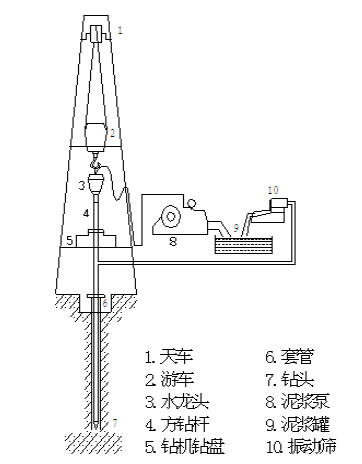 1
2
3
4
5
6
7
8
9
10
1.天车
2.游车
3.水龙头
4.方钻杆
5.钻机钻盘
6.套管
7.钻头
8.泥浆泵
9.泥浆罐
10.振动筛